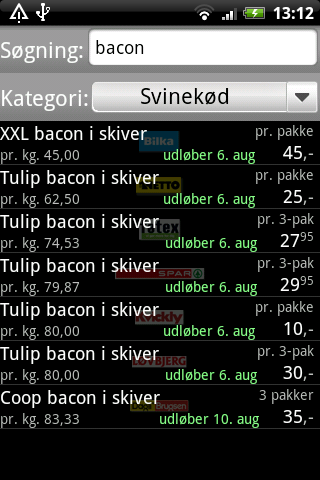 13:12
Søgning: bacon
Kategori: Svinekød
XXL bacon i skiver pr. pakke
Bilka
pr. kg. 45,00 udløber 6. aug 45,-
Tulip bacon i skiver pr. pakke
NETTO
pr. kg. 62,50 udløber 6. aug 25,-
Tulip bacon i skiver pr. 3-pak
føtex
pr. kg. 74,53 udløber 6. aug 27 95
Tulip bacon i skiver pr. 3-pak
SPAR
pr. kg. 79,87 udløber 6. aug 29 95
Tulip bacon i skiver pr. pakke
Kvickly
pr. kg. 80,00 udløber 6. aug 10,-
Tulip bacon i skiver pr. 3-pak
LØVBJERG
pr. kg. 80,00 udløber 6. aug 30,-
Coop bacon i skiver 3 pakker
Dagli'Brugsen
pr. kg. 83,33 udløber 10. aug 35,-